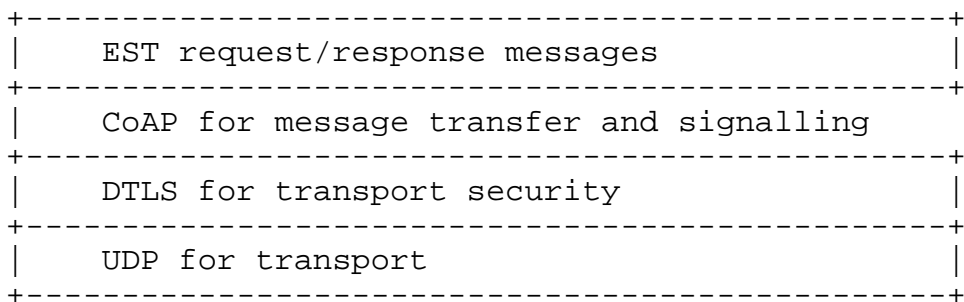 EST request/response messages
CoAP for message transfer and signalling
DTLS for transport security
UDP for transport